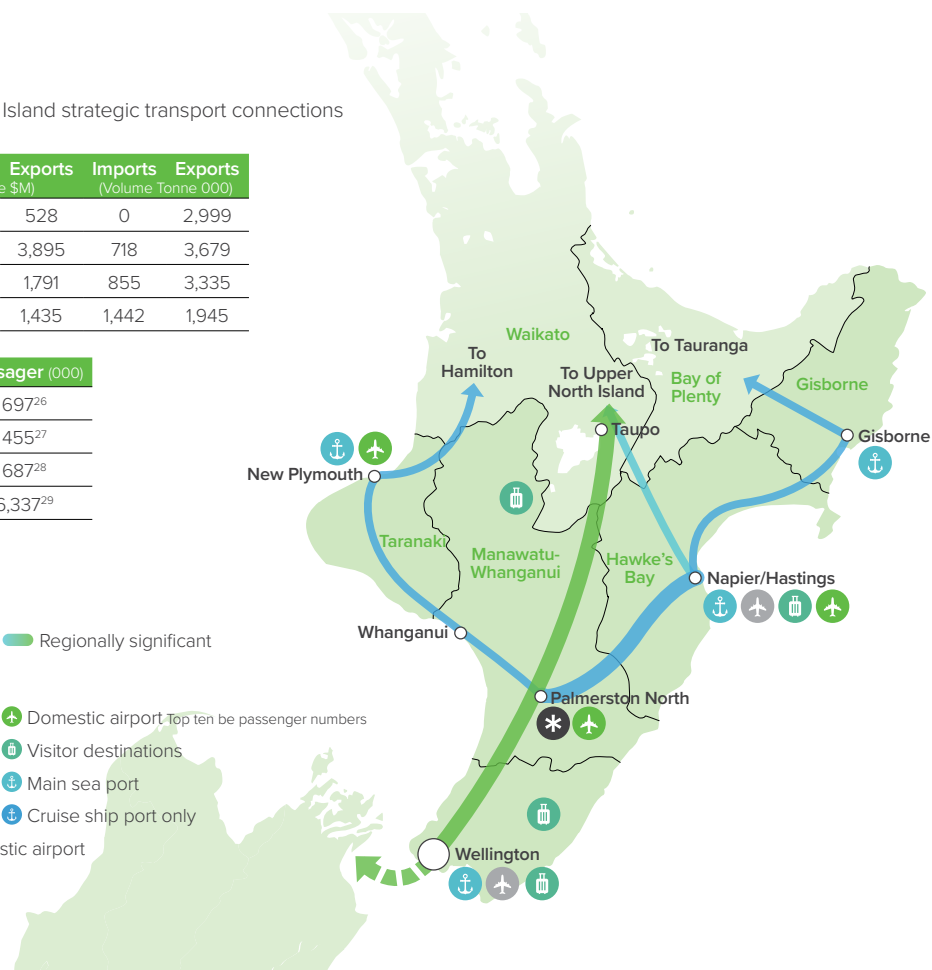 Island strategic transport connections
Exports Imports Exports
e $M) (Volume Tonne 000)
528 0 2,999
3,895 718 3,679
1,791 855 3,335
1,435 1,442 1,945
sager (000)
697²⁶
455²⁷
687²⁸
6,337²⁹
Waikato
To
Hamilton
To Upper
North Island
To Tauranga
Bay of
Plenty
Gisborne
Taupo
Gisborne
New Plymouth
Taranaki
Manawatu-
Whanganui
Hawke's
Bay
Napier/Hastings
Whanganui
Palmerston North
Wellington
Regionally significant
Domestic airport Top ten be passenger numbers
Visitor destinations
Main sea port
Cruise ship port only
stic airport